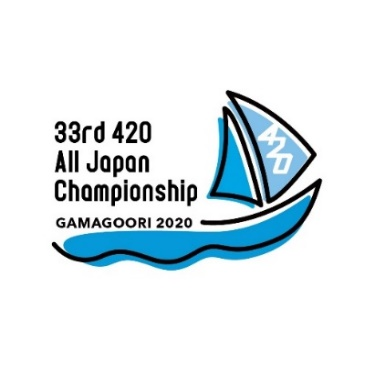 33rd 420
All Japan
Championship
GAMAGOORI 2020
420